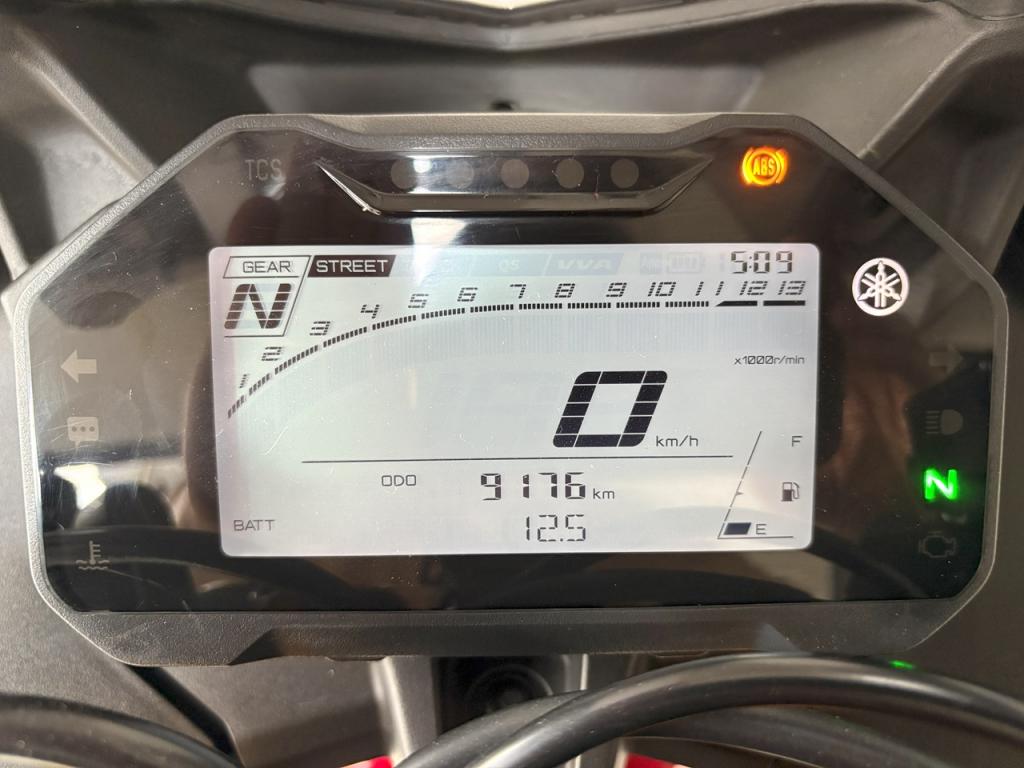 TCS
ABS
GEAR STREET QS VVA 5:09
N
1 2 3 4 5 6 7 8 9 10 11 12 13
x1000r/min
0 km/h
F
ODO 9176 km
N
BATT 12.5
E